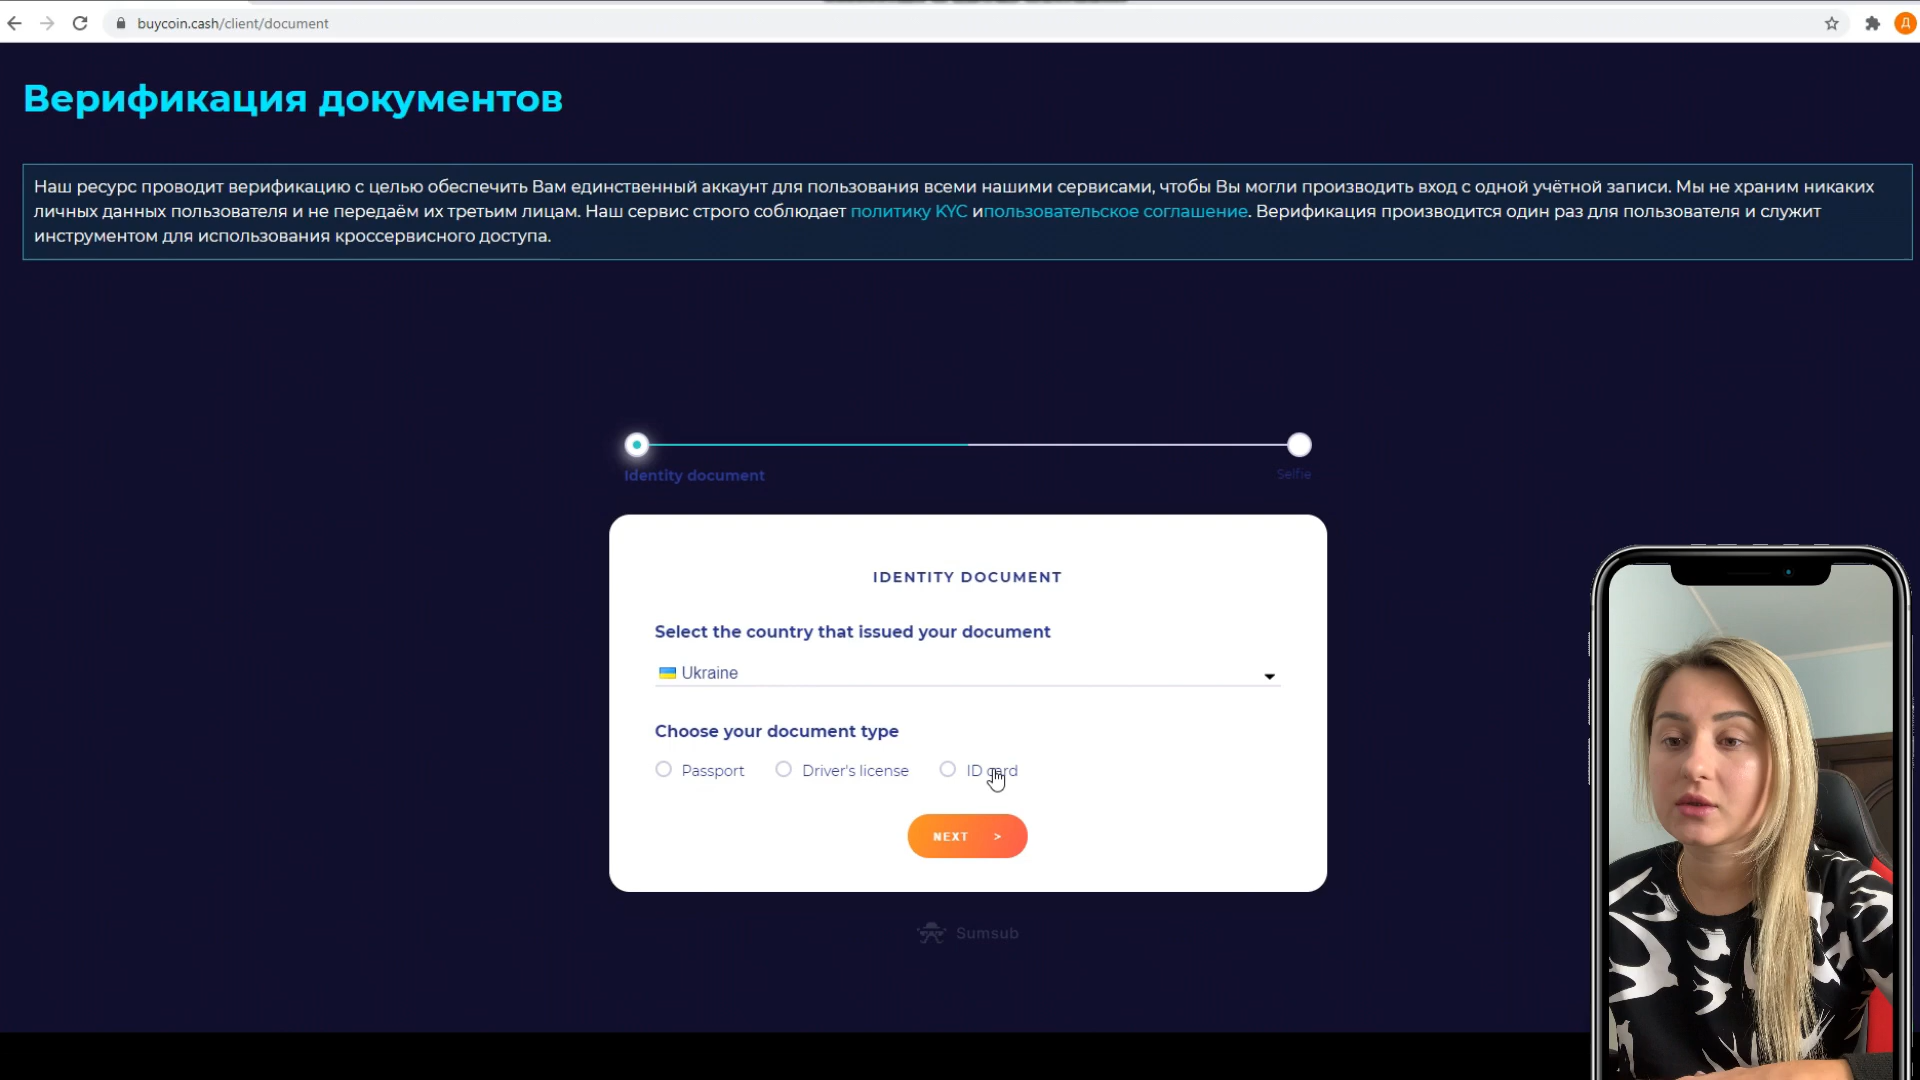 buycoin.cash/client/document
Д
Верификация документов
Наш ресурс проводит верификацию с целью обеспечить Вам единственный аккаунт для пользования всеми нашими сервисами, чтобы Вы могли производить вход с одной учётной записи. Мы не храним никаких
личных данных пользователя и не передаём их третьим лицам. Наш сервис строго соблюдает политику KYC ипользовательское соглашение. Верификация производится один раз для пользователя и служит
инструментом для использования кроссервисного доступа.
Identity document
Selfie
IDENTITY DOCUMENT
Select the country that issued your document
Ukraine
Choose your document type
Passport
Driver's license
ID card
NEXT >
Sumsub